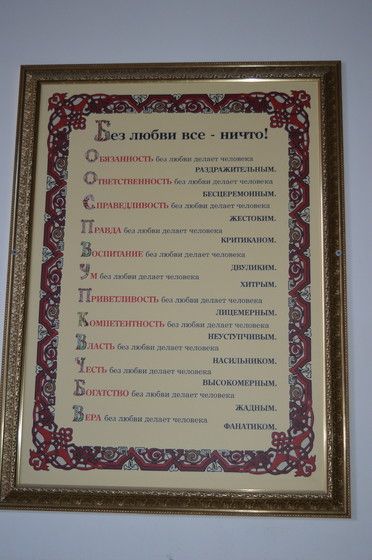 Без любви все - ничто!
Обязанность без любви делает человека
раздражительным.
Ответственность без любви делает человека
бесцеремонным.
Справедливость без любви делает человека
жестоким.
Правда без любви делает человека
критиканом.
Воспитание без любви делает человека
двуликим.
Ум без любви делает человека
хитрым.
Приветливость без любви делает человека
лицемерным.
Компетентность без любви делает человека
неуступчивым.
Власть без любви делает человека
насильником.
Честь без любви делает человека
высокомерным.
Богатство без любви делает человека
жадным.
Вера без любви делает человека
фанатиком.